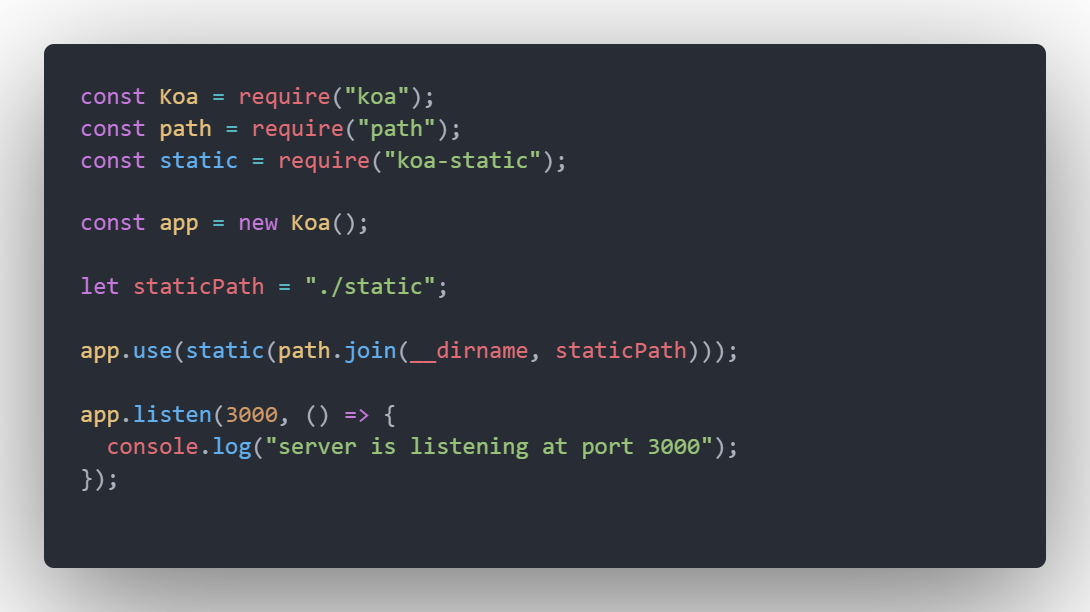 const Koa = require("koa");
const path = require("path");
const static = require("koa-static");
const app = new Koa();
let staticPath = "./static";
app.use(static(path.join(__dirname, staticPath)));
app.listen(3000, () => {
  console.log("server is listening at port 3000");
});